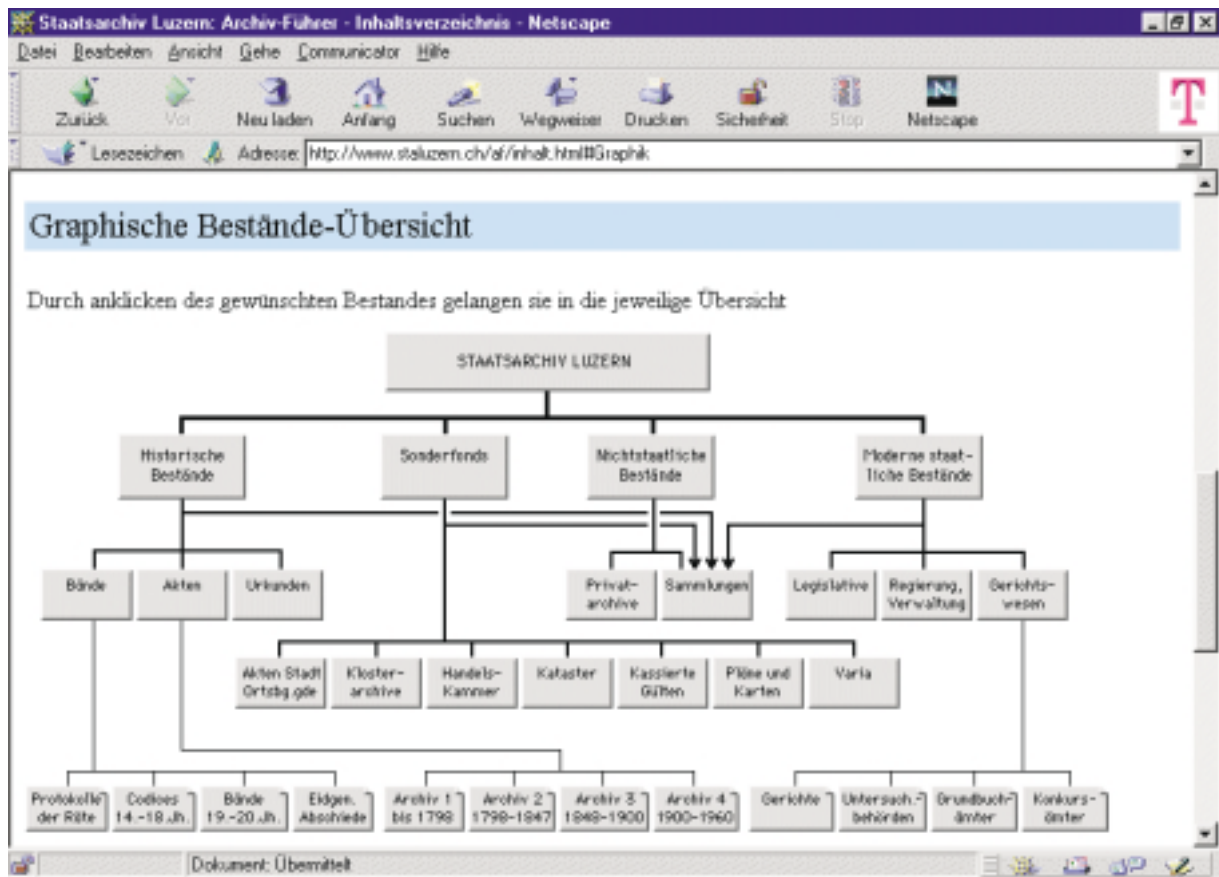 Staatsarchiv Luzern: Archiv-Führer - Inhaltsverzeichnis - Netscape
Datei Bearbeiten Ansicht Gehe Communicator Hilfe
Zurück Vor Neu laden Anfang Suchen Wegweiser Drucken Sicherheit Stop Netscape
N
T
Lesezeichen Adresse: http://www.staluzern.ch/af/inhalt.html#Graphik
Graphische Bestände-Übersicht
Durch anklicken des gewünschten Bestandes gelangen sie in die jeweilige Übersicht
STAATSARCHIV LUZERN
Historische
Bestände
Sonderfonds
Nichtstaatliche
Bestände
Moderne staat-
liche Bestände
Bände
Akten
Urkunden
Privat-
archive
Sammlungen
Legislative
Regierung,
Verwaltung
Gerichts-
wesen
Akten Stadt
Ortsbg.gde
Kloster-
archive
Handels-
Kammer
Kataster
Kassierte
Gülten
Pläne und
Karten
Varia
Protokolle
der Räte
Codices
14.-18.Jh.
Bände
19.-20.Jh.
Eidgen.
Abschiede
Archiv 1
bis 1798
Archiv 2
1798-1847
Archiv 3
1848-1900
Archiv 4
1900-1960
Gerichte
Untersuch.-
behörden
Grundbuch-
ämter
Konkurs-
ämter
Dokument: Übermittelt